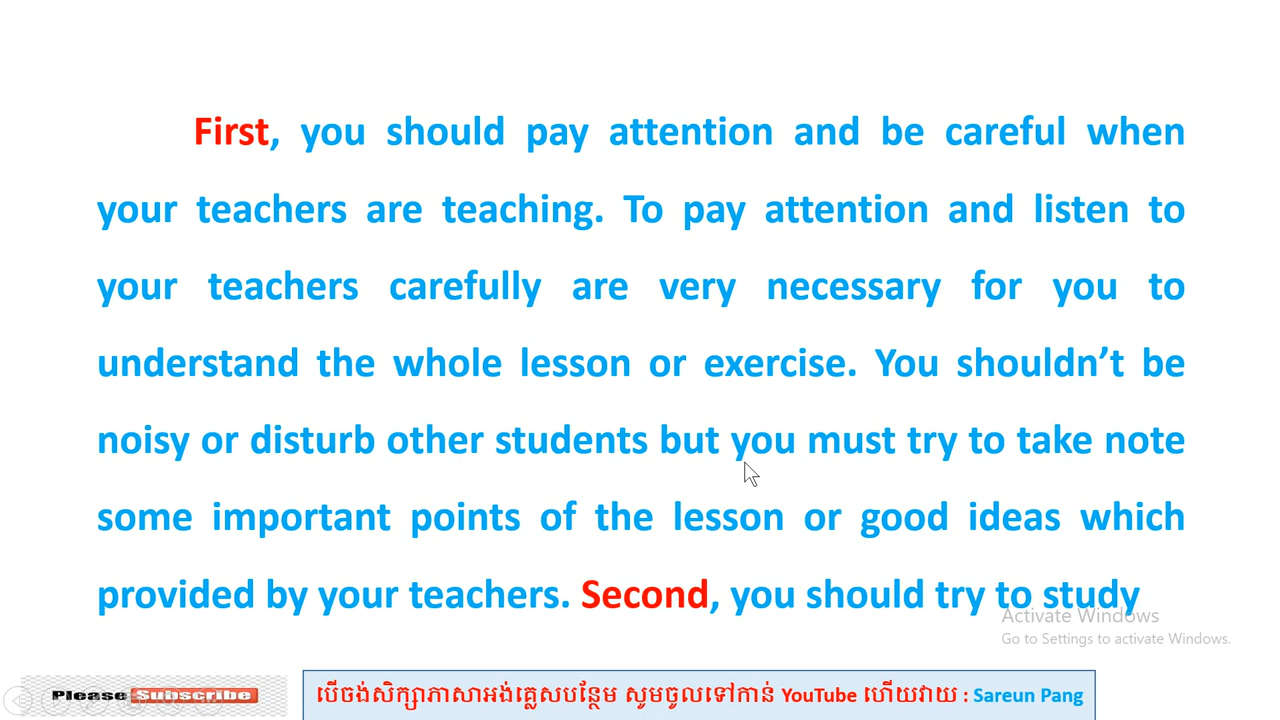 First, you should pay attention and be careful when
your teachers are teaching. To pay attention and listen to
your teachers carefully are very necessary for you to
understand the whole lesson or exercise. You shouldn’t be
noisy or disturb other students but you must try to take note
some important points of the lesson or good ideas which
provided by your teachers. Second, you should try to study
Activate Windows
Go to Settings to activate Windows.
Please Subscribe
បើចង់សិក្សាភាសាអង់គ្លេសបន្ថែម សូមចូលទៅកាន់ YouTube ហើយវាយ : Sareun Pang